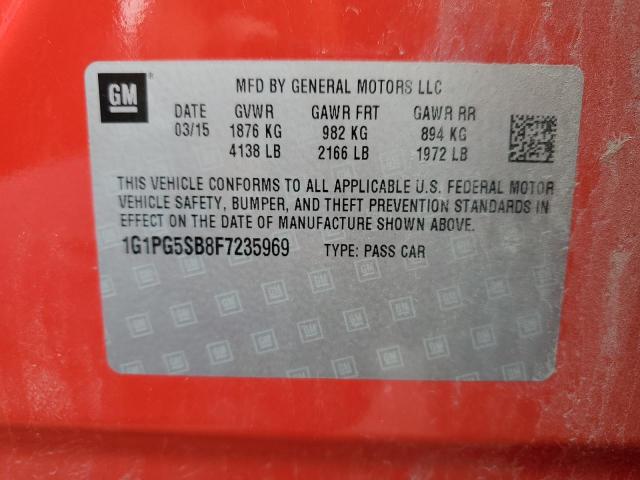 GM
MFD BY GENERAL MOTORS LLC
DATE GVWR GAWR FRT GAWR RR
03/15 1876 KG 982 KG 894 KG
4138 LB 2166 LB 1972 LB
THIS VEHICLE CONFORMS TO ALL APPLICABLE U.S. FEDERAL MOTOR
VEHICLE SAFETY, BUMPER, AND THEFT PREVENTION STANDARDS IN
EFFECT ON THE DATE OF MANUFACTURE SHOWN ABOVE.
1G1PG5SB8F7235969 TYPE: PASS CAR